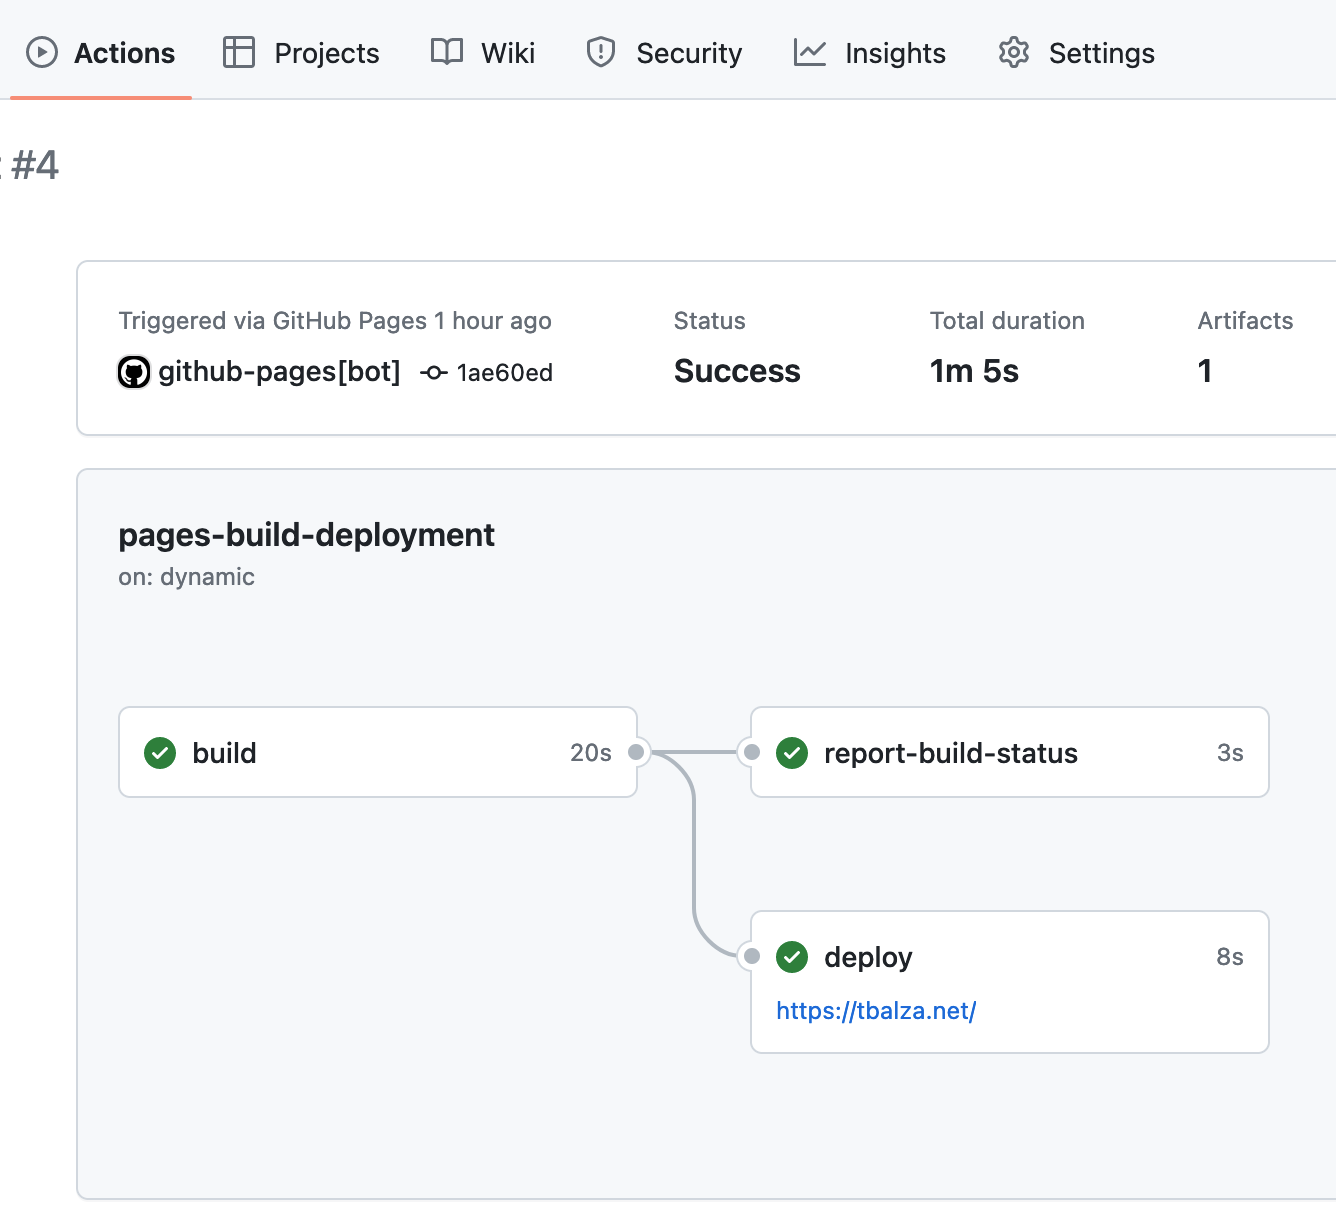 Actions Projects Wiki Security Insights Settings
#4
Triggered via GitHub Pages 1 hour ago
github-pages[bot] 1ae60ed
Status
Success
Total duration
1m 5s
Artifacts
1
pages-build-deployment
on: dynamic
build 20s
report-build-status 3s
deploy 8s
https://tbalza.net/